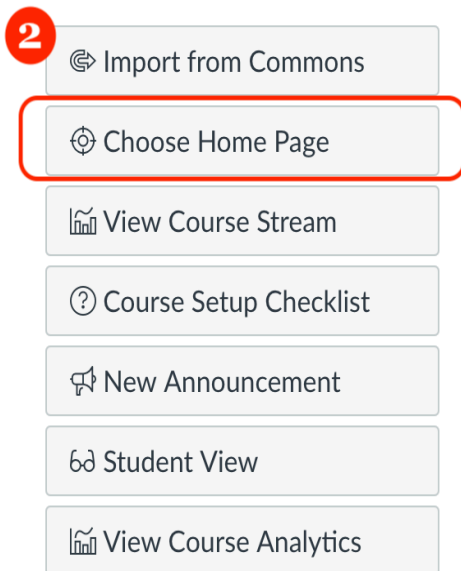 2
Import from Commons
Choose Home Page
View Course Stream
? Course Setup Checklist
New Announcement
Student View
View Course Analytics